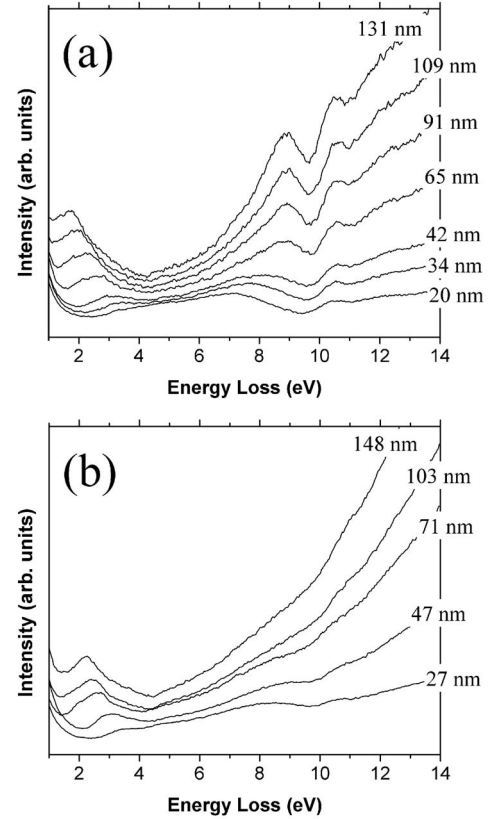 (a)
131 nm
109 nm
91 nm
65 nm
42 nm
34 nm
20 nm
Intensity (arb. units)
2 4 6 8 10 12 14
Energy Loss (eV)
(b)
148 nm
103 nm
71 nm
47 nm
27 nm
Intensity (arb. units)
2 4 6 8 10 12 14
Energy Loss (eV)